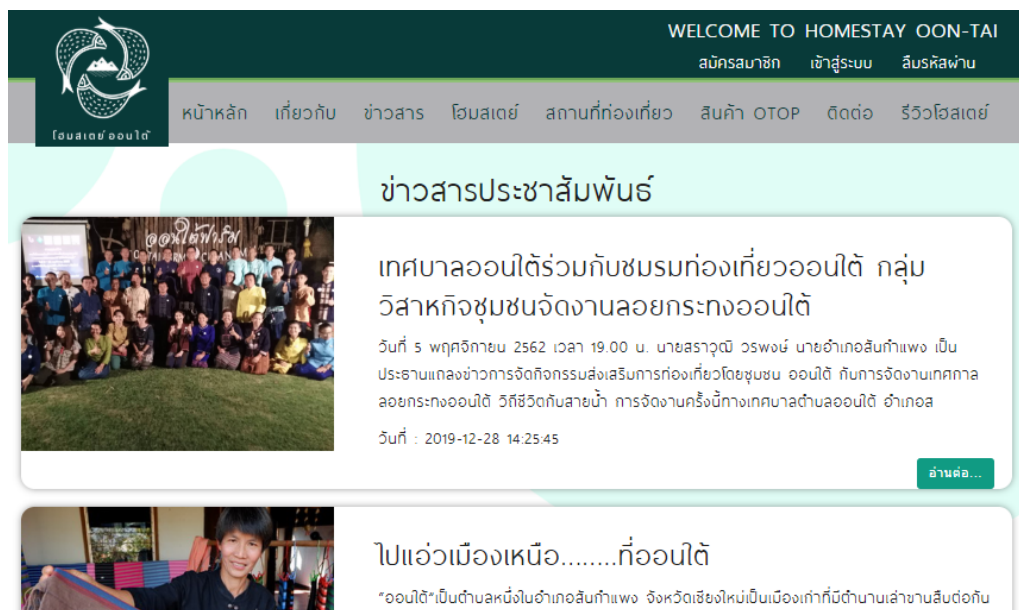 WELCOME TO HOMESTAY OON-TAI
สมัครสมาชิก เข้าสู่ระบบ ลืมรหัสผ่าน
หน้าหลัก เกี่ยวกับ ข่าวสาร โฮมสเตย์ สถานที่ท่องเที่ยว สินค้า OTOP ติดต่อ รีวิวโฮสเตย์
โฮมสเตย์ออนใต้
ข่าวสารประชาสัมพันธ์
ออนใต้ฟาร์ม
เทศบาลออนใต้ร่วมกับชมรมท่องเที่ยวออนใต้ กลุ่ม
วิสาหกิจชุมชนจัดงานลอยกระทงออนใต้
วันที่ 5 พฤศจิกายน 2562 เวลา 19.00 น. นายสราวุฒิ วรพงษ์ นายอำเภอสันกำแพง เป็น
ประธานแถลงข่าวการจัดกิจกรรมส่งเสริมการท่องเที่ยวโดยชุมชน ออนใต้ กับการจัดงานเทศกาล
ลอยกระทงออนใต้ วิถีชีวิตกับสายน้ำ การจัดงานครั้งนี้ทางเทศบาลตำบลออนใต้ อำเภอส
วันที่ : 2019-12-28 14:25:45
อ่านต่อ...
ไปแอ่วเมืองเหนือ........ที่ออนใต้
"ออนใต้"เป็นตำบลหนึ่งในอำเภอสันกำแพง จังหวัดเชียงใหม่เป็นเมืองเก่าที่มีตำนานเล่าขานสืบต่อกัน